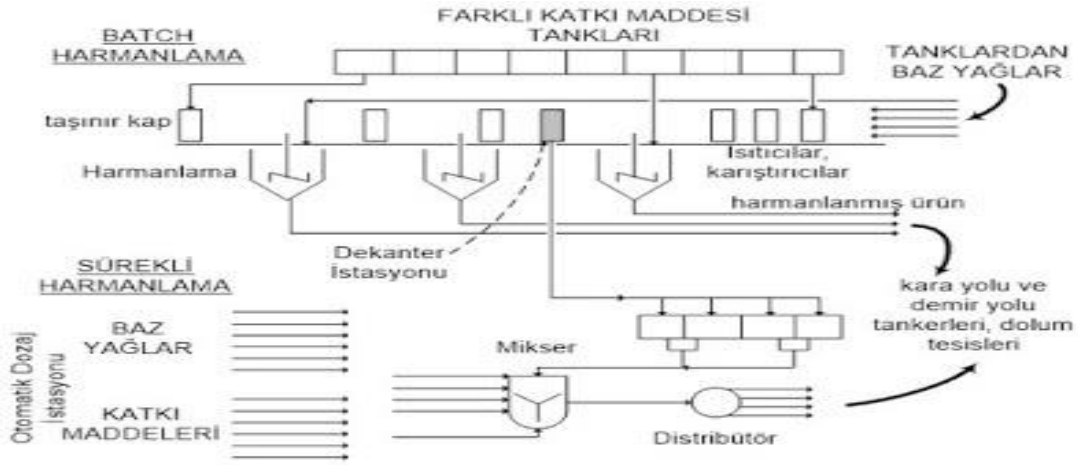 BATCH
HARMANLAMA
FARKLI KATKI MADDESİ
TANKLARI
TANKLARDAN
BAZ YAĞLAR
taşınır kap
Harmanlama
Isıtıcılar,
karıştırıcılar
harmanlanmış ürün
Dekanter
İstasyonu
SÜREKLİ
HARMANLAMA
kara yolu ve
demir yolu
tankerleri, dolum
tesisleri
Otomatik Dozaj
İstasyonu
BAZ
YAĞLAR
Mikser
KATKI
MADDELERİ
Distribütör